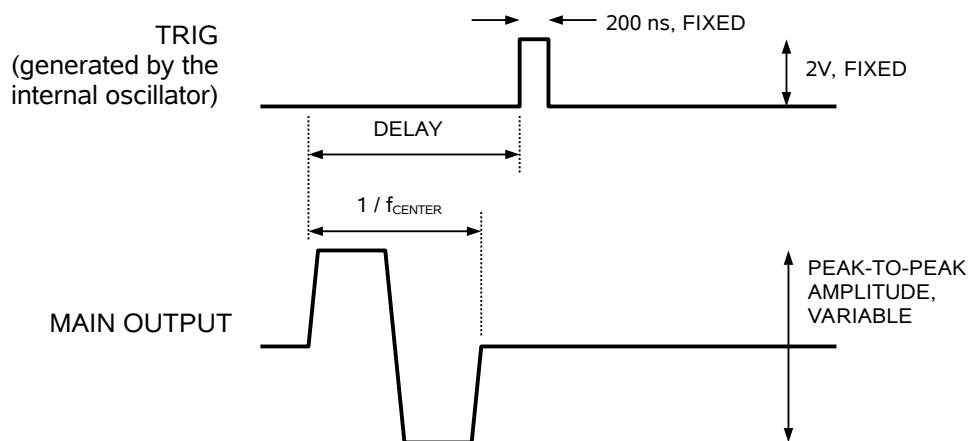 TRIG
(generated by the
internal oscillator)
200 ns, FIXED
2V, FIXED
DELAY
1 / fCENTER
MAIN OUTPUT
PEAK-TO-PEAK
AMPLITUDE,
VARIABLE